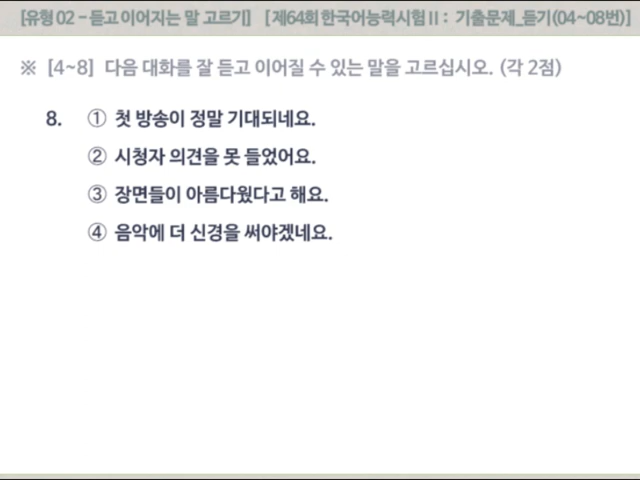 [유형 02 - 듣고 이어지는 말 고르기] [제64회 한국어능력시험 II : 기출문제_듣기(04~08번)]
※ [4~8] 다음 대화를 잘 듣고 이어질 수 있는 말을 고르십시오. (각 2점)
8. ① 첫 방송이 정말 기대되네요.
② 시청자 의견을 못 들었어요.
③ 장면들이 아름다웠다고 해요.
④ 음악에 더 신경을 써야겠네요.